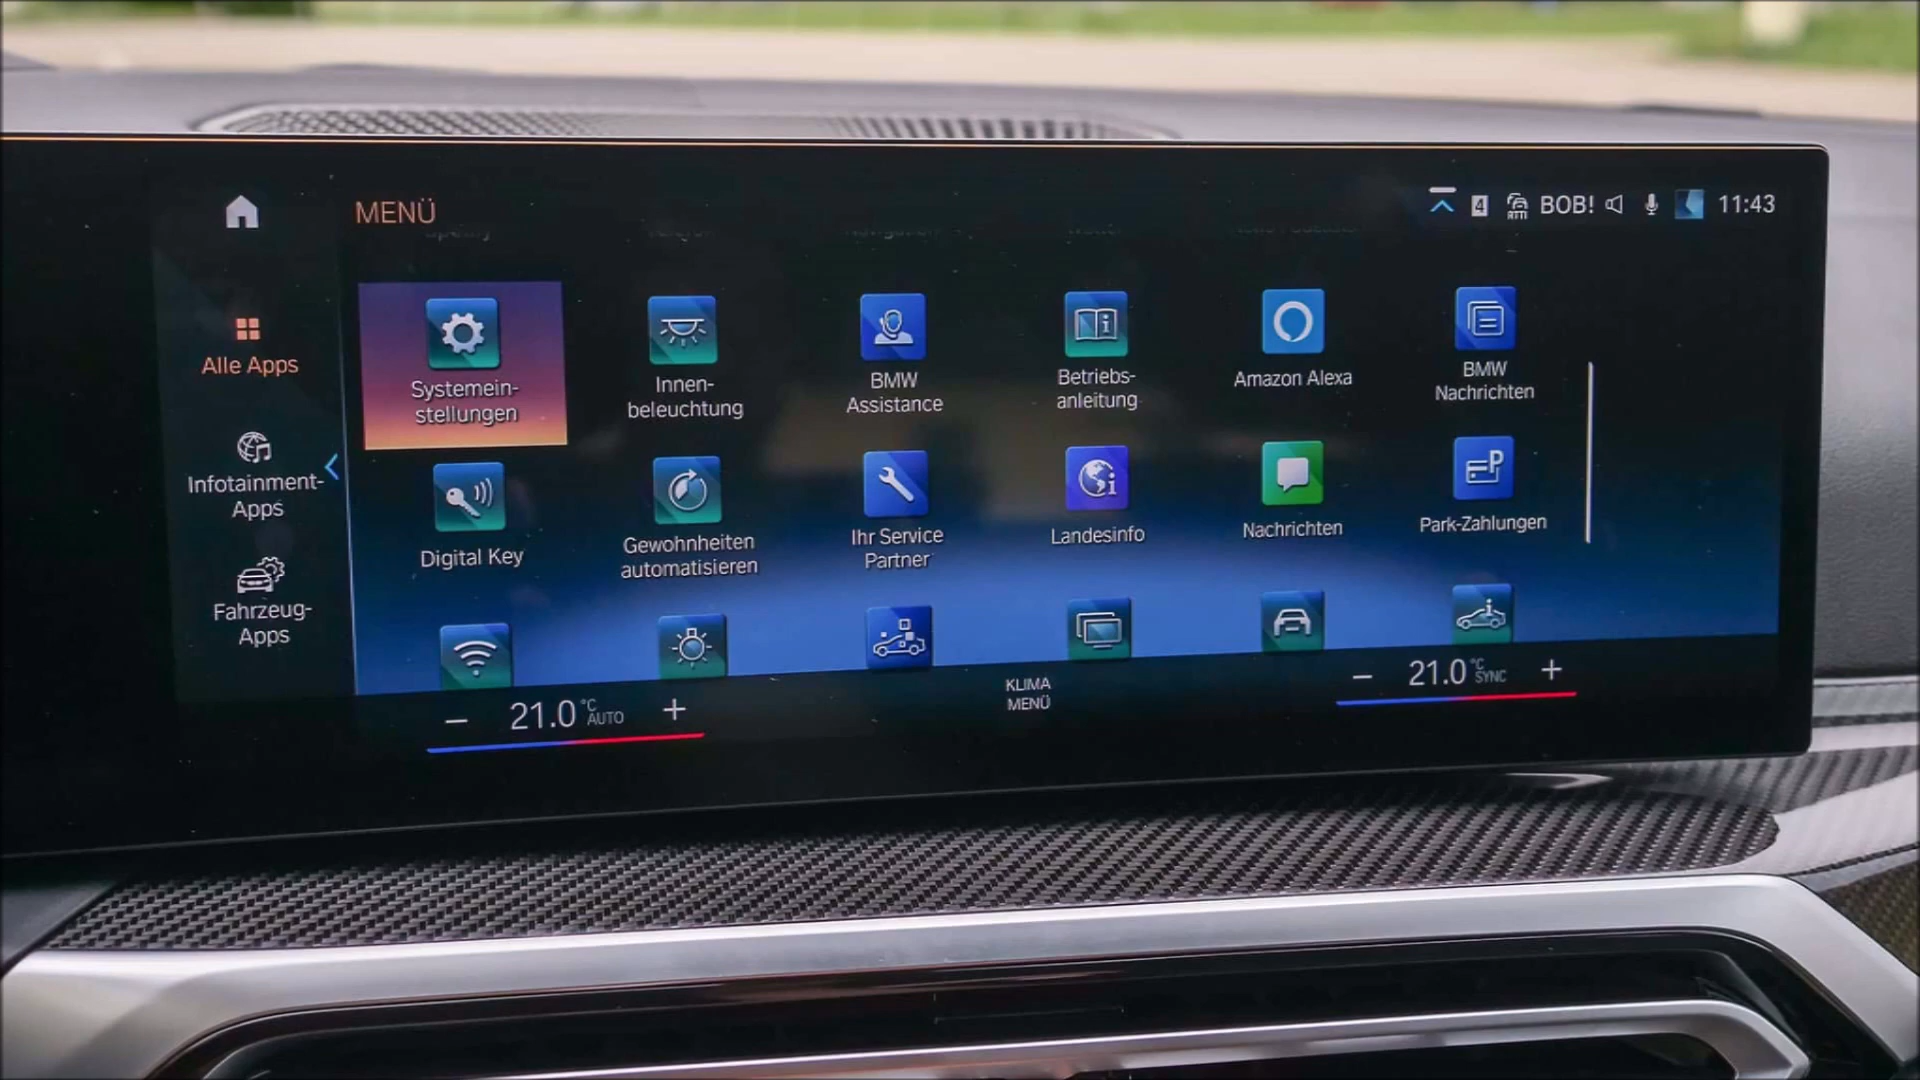 MENÜ
4
RTTI
BOB!
11:43
Alle Apps
Infotainment-
Apps
Fahrzeug-
Apps
Systemein-
stellungen
Innen-
beleuchtung
BMW
Assistance
Betriebs-
anleitung
Amazon Alexa
BMW
Nachrichten
Digital Key
Gewohnheiten
automatisieren
Ihr Service
Partner
Landesinfo
Nachrichten
P
Park-Zahlungen
− 21.0 °C AUTO +
KLIMA
MENÜ
− 21.0 °C SYNC +